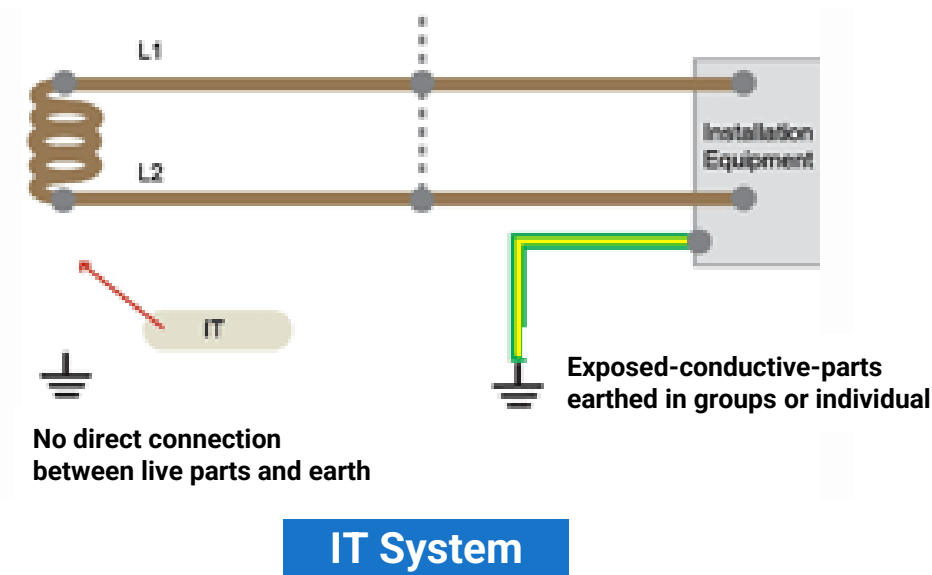 L1
Installation
Equipment
L2
IT
Exposed-conductive-parts
earthed in groups or individual
No direct connection
between live parts and earth
IT System